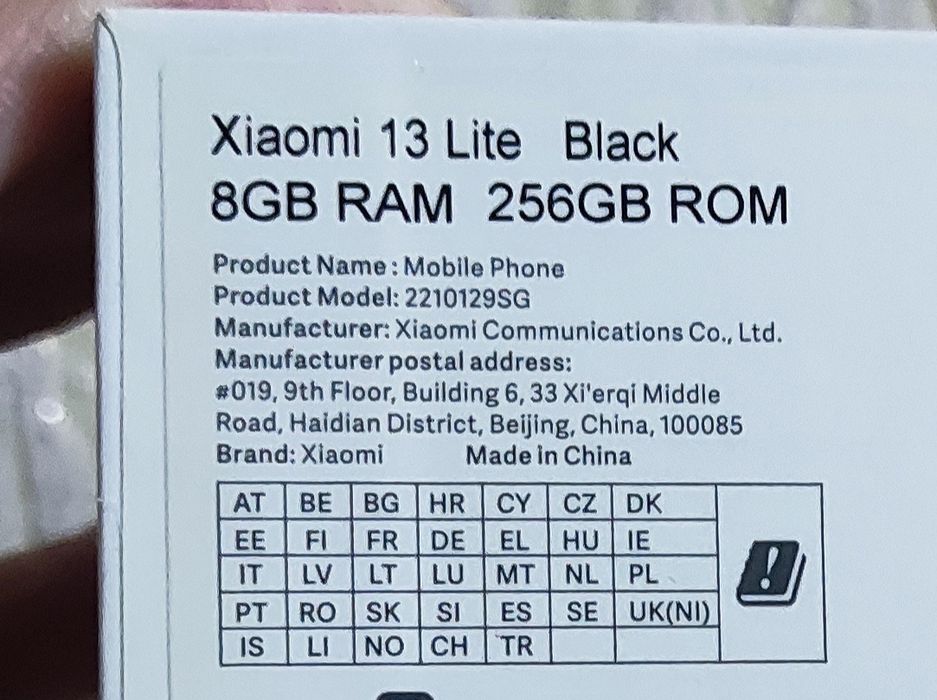 Xiaomi 13 Lite Black
8GB RAM 256GB ROM
Product Name: Mobile Phone
Product Model: 2210129SG
Manufacturer: Xiaomi Communications Co., Ltd.
Manufacturer postal address:
#019, 9th Floor, Building 6, 33 Xi'erqi Middle
Road, Haidian District, Beijing, China, 100085
Brand: Xiaomi Made in China
AT BE BG HR CY CZ DK
EE FI FR DE EL HU IE
IT LV LT LU MT NL PL
PT RO SK SI ES SE UK(NI)
IS LI NO CH TR